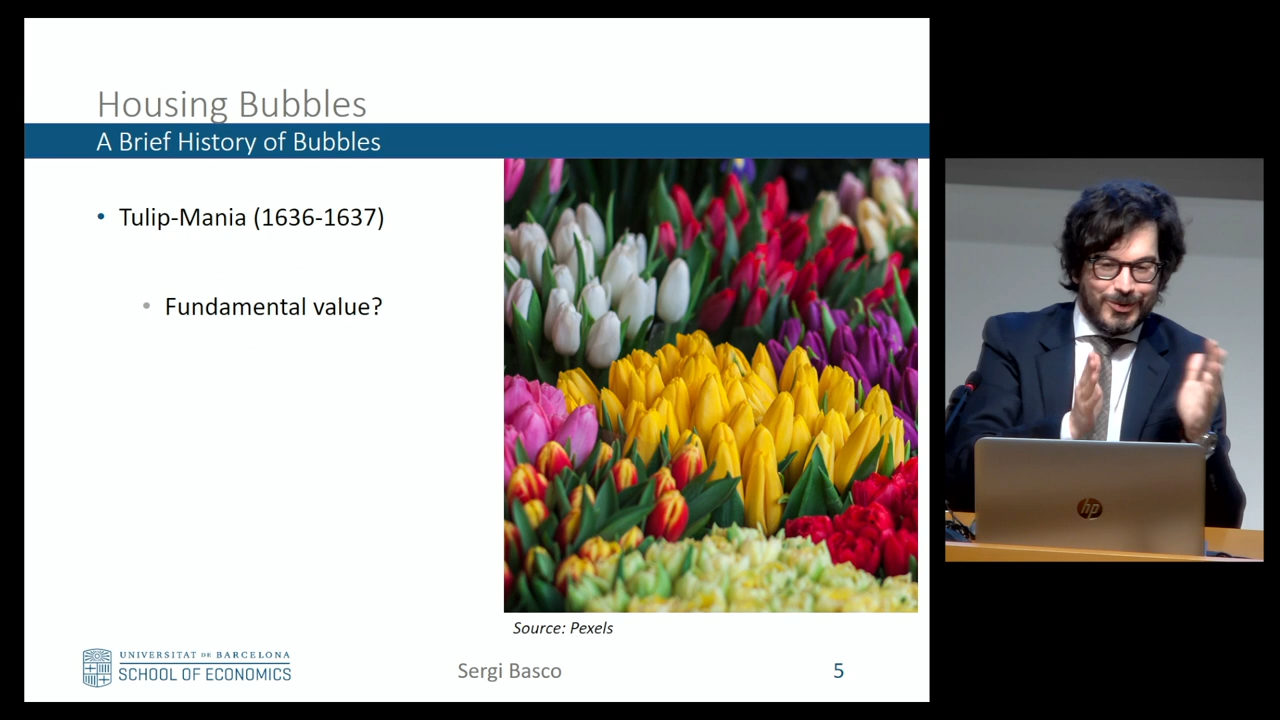 Housing Bubbles
A Brief History of Bubbles
• Tulip-Mania (1636-1637)
• Fundamental value?
Source: Pexels
UNIVERSITAT DE BARCELONA
SCHOOL OF ECONOMICS
Sergi Basco
5
hp